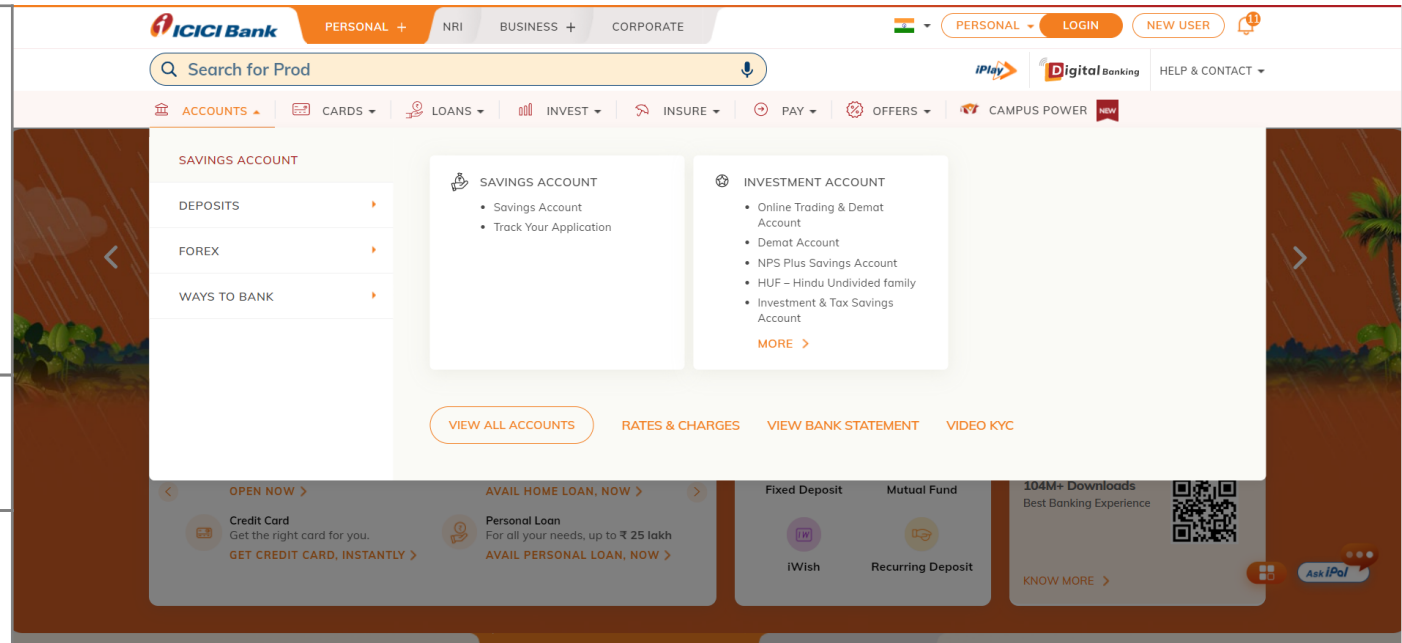 ICICI Bank
PERSONAL +
NRI
BUSINESS +
CORPORATE
PERSONAL
LOGIN
NEW USER
11
Search for Prod
iPlay
Digital Banking
HELP & CONTACT
ACCOUNTS
CARDS
LOANS
INVEST
INSURE
PAY
OFFERS
CAMPUS POWER
NEW
SAVINGS ACCOUNT
DEPOSITS
FOREX
WAYS TO BANK
SAVINGS ACCOUNT
• Savings Account
• Track Your Application
INVESTMENT ACCOUNT
• Online Trading & Demat
Account
• Demat Account
• NPS Plus Savings Account
• HUF – Hindu Undivided family
• Investment & Tax Savings
Account
MORE >
VIEW ALL ACCOUNTS
RATES & CHARGES
VIEW BANK STATEMENT
VIDEO KYC
OPEN NOW >
AVAIL HOME LOAN, NOW >
Credit Card
Get the right card for you.
GET CREDIT CARD, INSTANTLY >
Personal Loan
For all your needs, up to ₹ 25 lakh
AVAIL PERSONAL LOAN, NOW >
Fixed Deposit
Mutual Fund
iW
iWish
Recurring Deposit
104M+ Downloads
Best Banking Experience
KNOW MORE >
Ask iPal